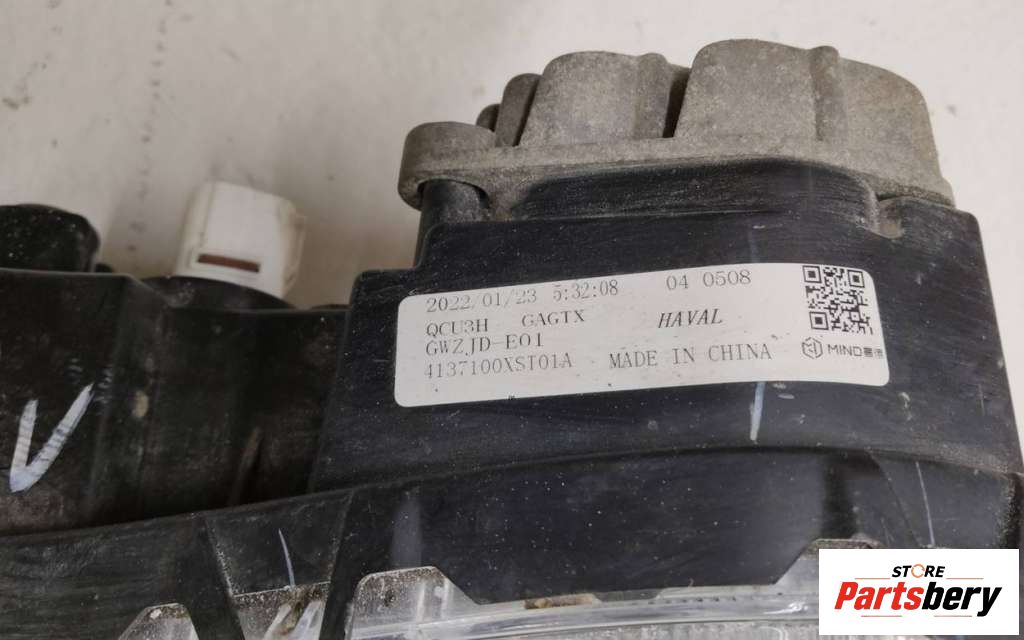 2022/01/23 5:32:08 04 0508
QCU3H GAGTX HAVAL
GWZJD-E01
4137100XST01A MADE IN CHINA
MIND
V
STORE
Partsbery